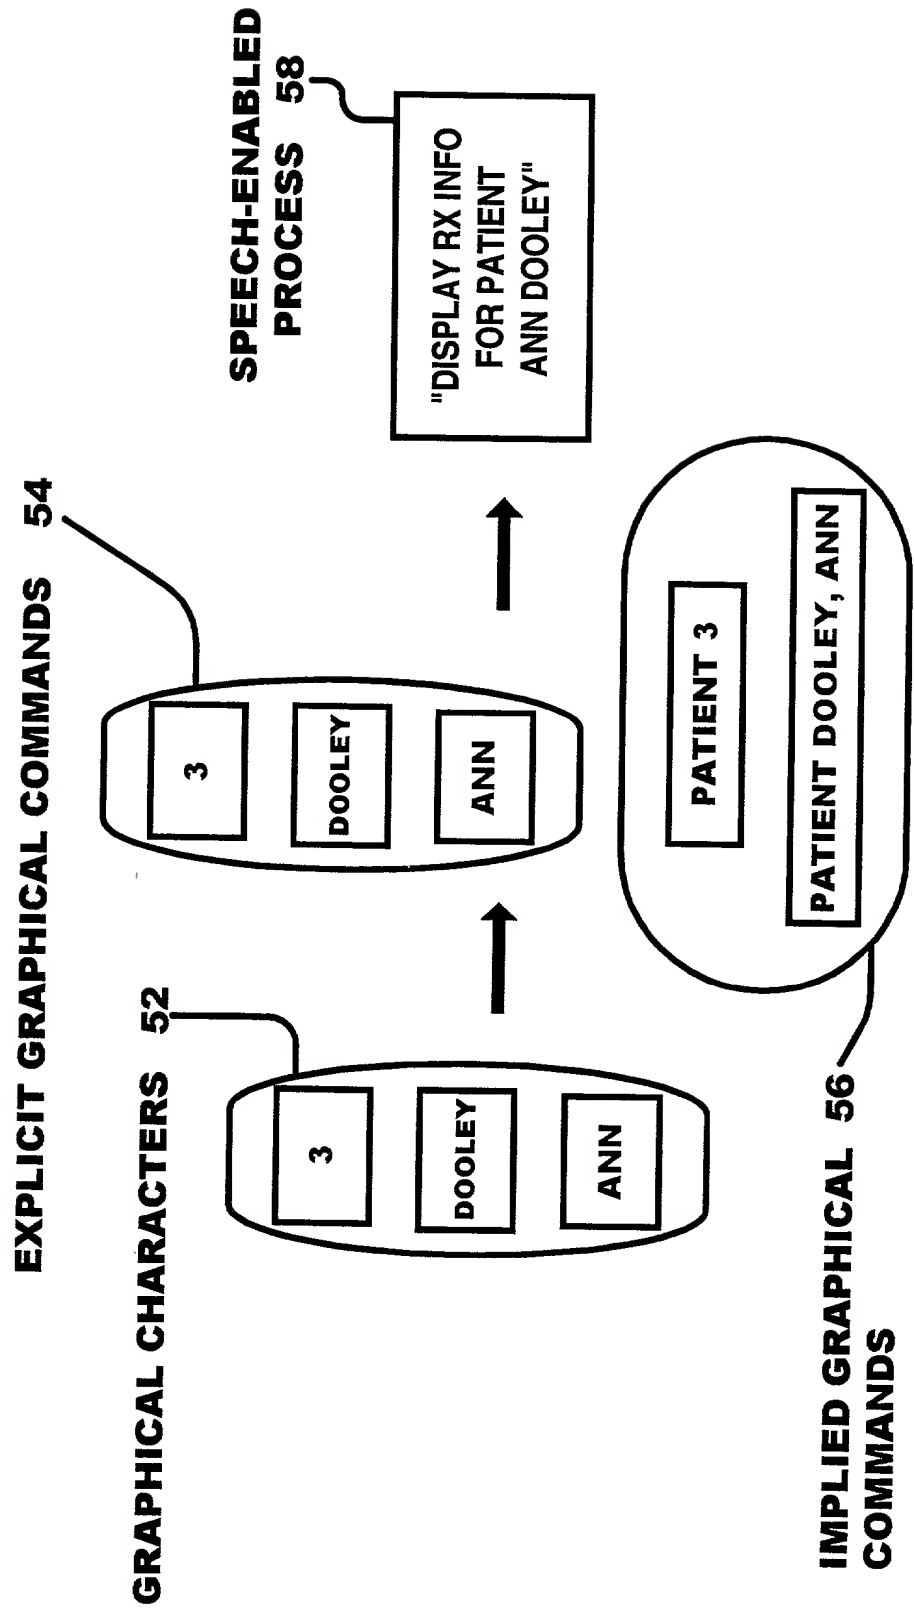 EXPLICIT GRAPHICAL COMMANDS 54
GRAPHICAL CHARACTERS 52
SPEECH-ENABLED
PROCESS 58
3
DOOLEY
ANN
3
DOOLEY
ANN
"DISPLAY RX INFO
FOR PATIENT
ANN DOOLEY"
PATIENT 3
PATIENT DOOLEY, ANN
IMPLIED GRAPHICAL 56
COMMANDS